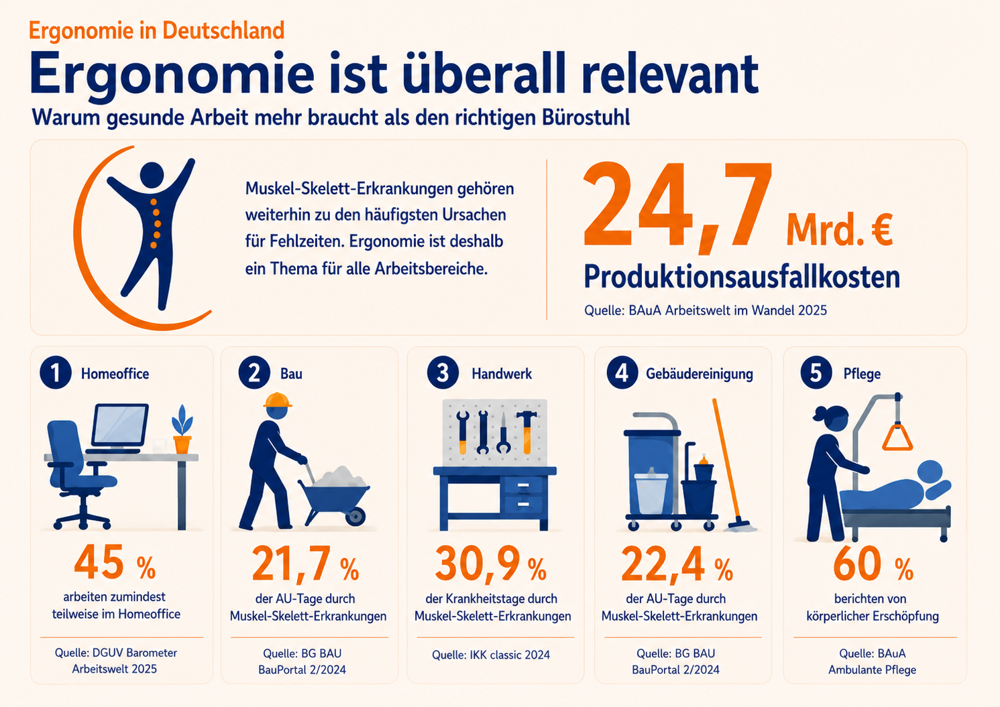 Ergonomie in Deutschland
Ergonomie ist überall relevant
Warum gesunde Arbeit mehr braucht als den richtigen Bürostuhl
Muskel-Skelett-Erkrankungen gehören
weiterhin zu den häufigsten Ursachen
für Fehlzeiten. Ergonomie ist deshalb
ein Thema für alle Arbeitsbereiche.
24,7 Mrd. €
Produktionsausfallkosten
Quelle: BAuA Arbeitswelt im Wandel 2025
1 Homeoffice
45 %
arbeiten zumindest
teilweise im Homeoffice
Quelle: DGUV Barometer
Arbeitswelt 2025
2 Bau
21,7 %
der AU-Tage durch
Muskel-Skelett-Erkrankungen
Quelle: BG BAU
BauPortal 2/2024
3 Handwerk
30,9 %
der Krankheitstage durch
Muskel-Skelett-Erkrankungen
Quelle: IKK classic 2024
4 Gebäudereinigung
22,4 %
der AU-Tage durch
Muskel-Skelett-Erkrankungen
Quelle: BG BAU
BauPortal 2/2024
5 Pflege
60 %
berichten von
körperlicher Erschöpfung
Quelle: BAuA
Ambulante Pflege